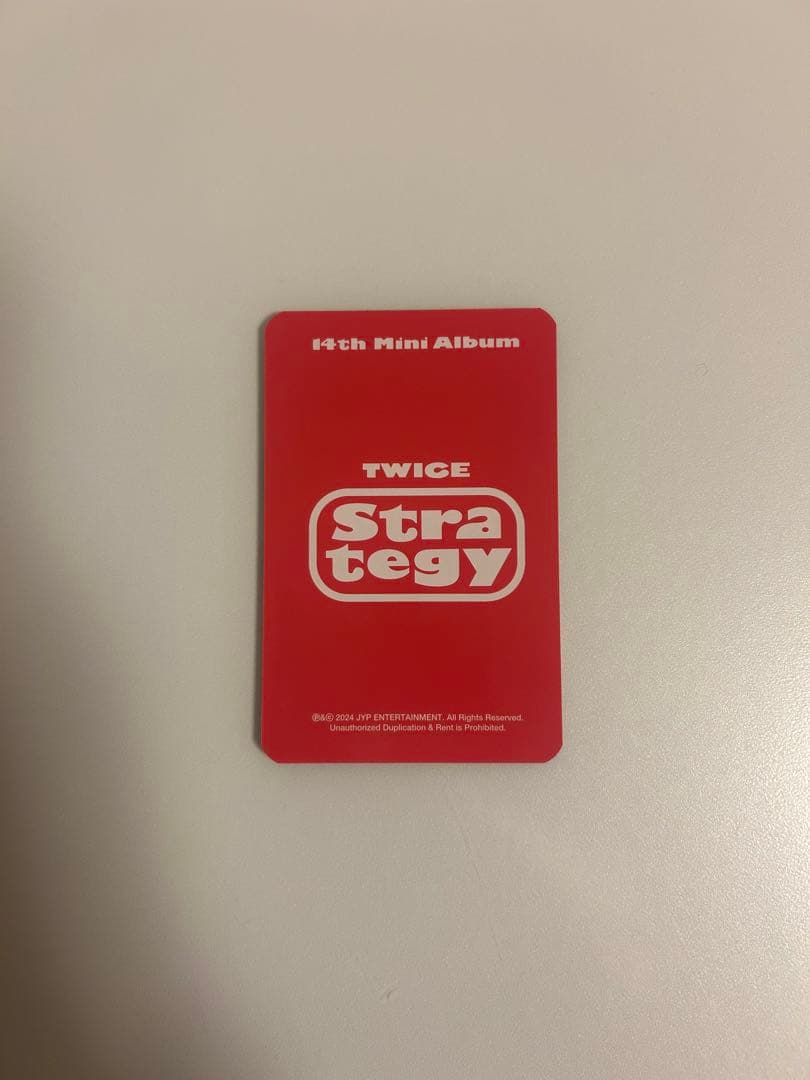 14th Mini Album
TWICE
Stra
tegy
℗&© 2024 JYP ENTERTAINMENT. All Rights Reserved.
Unauthorized Duplication & Rent is Prohibited.